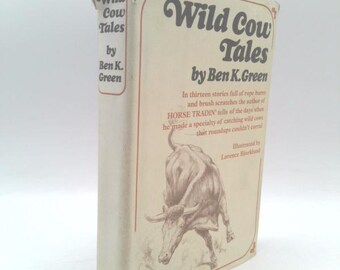 Wild
Cow
Tales
by
Ben K.
Green
Wild Cow
Tales
by Ben K. Green
In thirteen stories full of rope burns
and brush scratches the author of
HORSE TRADIN' tells of the days when
he made a specialty of catching wild cows
that roundups couldn't corral
Illustrated by
Lorence Bjorklund